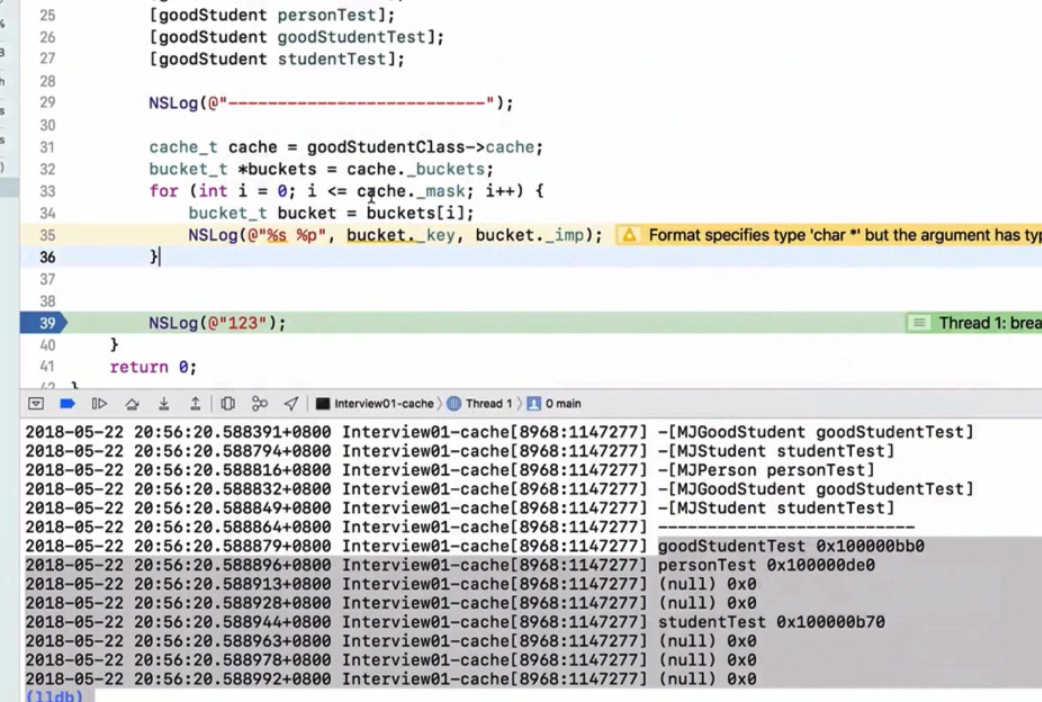 25 [goodStudent personTest];
26 [goodStudent goodStudentTest];
27 [goodStudent studentTest];
28
29 NSLog(@"--------------------------");
30
31 cache_t cache = goodStudentClass->cache;
32 bucket_t *buckets = cache._buckets;
33 for (int i = 0; i <= cache._mask; i++) {
34 bucket_t bucket = buckets[i];
35 NSLog(@"%s %p", bucket._key, bucket._imp); Format specifies type 'char *' but the argument has typ
36 }
37
38
39 NSLog(@"123"); Thread 1: brea
40 }
41 return 0;
42 }
Interview01-cache Thread 1 0 main
2018-05-22 20:56:20.588391+0800 Interview01-cache[8968:1147277] -[MJGoodStudent goodStudentTest]
2018-05-22 20:56:20.588794+0800 Interview01-cache[8968:1147277] -[MJStudent studentTest]
2018-05-22 20:56:20.588816+0800 Interview01-cache[8968:1147277] -[MJPerson personTest]
2018-05-22 20:56:20.588832+0800 Interview01-cache[8968:1147277] -[MJGoodStudent goodStudentTest]
2018-05-22 20:56:20.588849+0800 Interview01-cache[8968:1147277] -[MJStudent studentTest]
2018-05-22 20:56:20.588864+0800 Interview01-cache[8968:1147277] --------------------------
2018-05-22 20:56:20.588879+0800 Interview01-cache[8968:1147277] goodStudentTest 0x100000bb0
2018-05-22 20:56:20.588896+0800 Interview01-cache[8968:1147277] personTest 0x100000de0
2018-05-22 20:56:20.588913+0800 Interview01-cache[8968:1147277] (null) 0x0
2018-05-22 20:56:20.588928+0800 Interview01-cache[8968:1147277] (null) 0x0
2018-05-22 20:56:20.588944+0800 Interview01-cache[8968:1147277] studentTest 0x100000b70
2018-05-22 20:56:20.588963+0800 Interview01-cache[8968:1147277] (null) 0x0
2018-05-22 20:56:20.588978+0800 Interview01-cache[8968:1147277] (null) 0x0
2018-05-22 20:56:20.588992+0800 Interview01-cache[8968:1147277] (null) 0x0
(lldb)